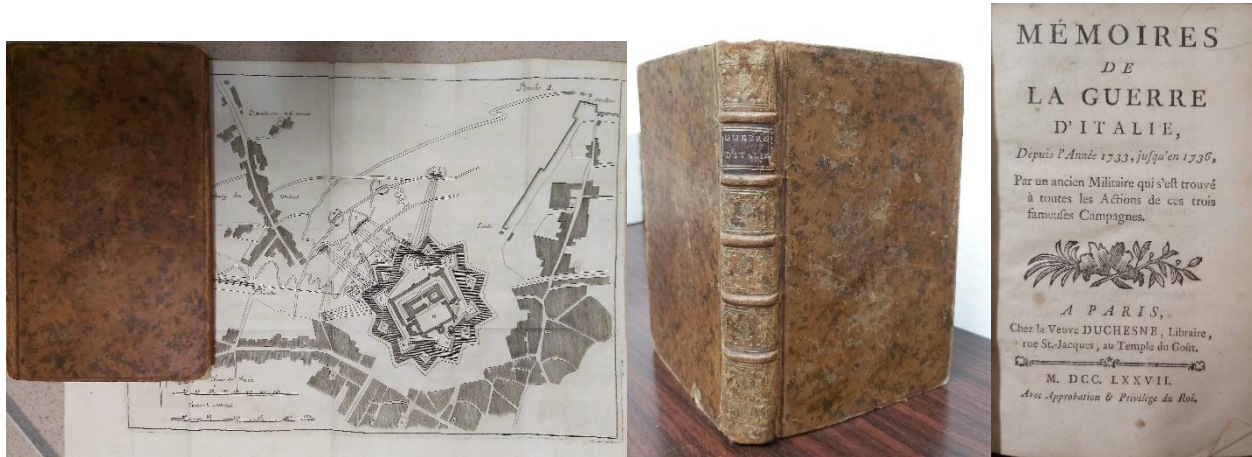 Planche
GUERRE
D'ITALIE
MÉMOIRES
DE
LA GUERRE
D'ITALIE,
Depuis l'Année 1733, juſqu'en 1736,
Par un ancien Militaire qui s'eſt trouvé
à toutes les Actions de ces trois
fameuſes Campagnes.
A PARIS,
Chez la Veuve DUCHESNE, Libraire,
rue St.-Jacques, au Temple du Goût.
M. DCC. LXXVII.
Avec Approbation & Privilège du Roi.